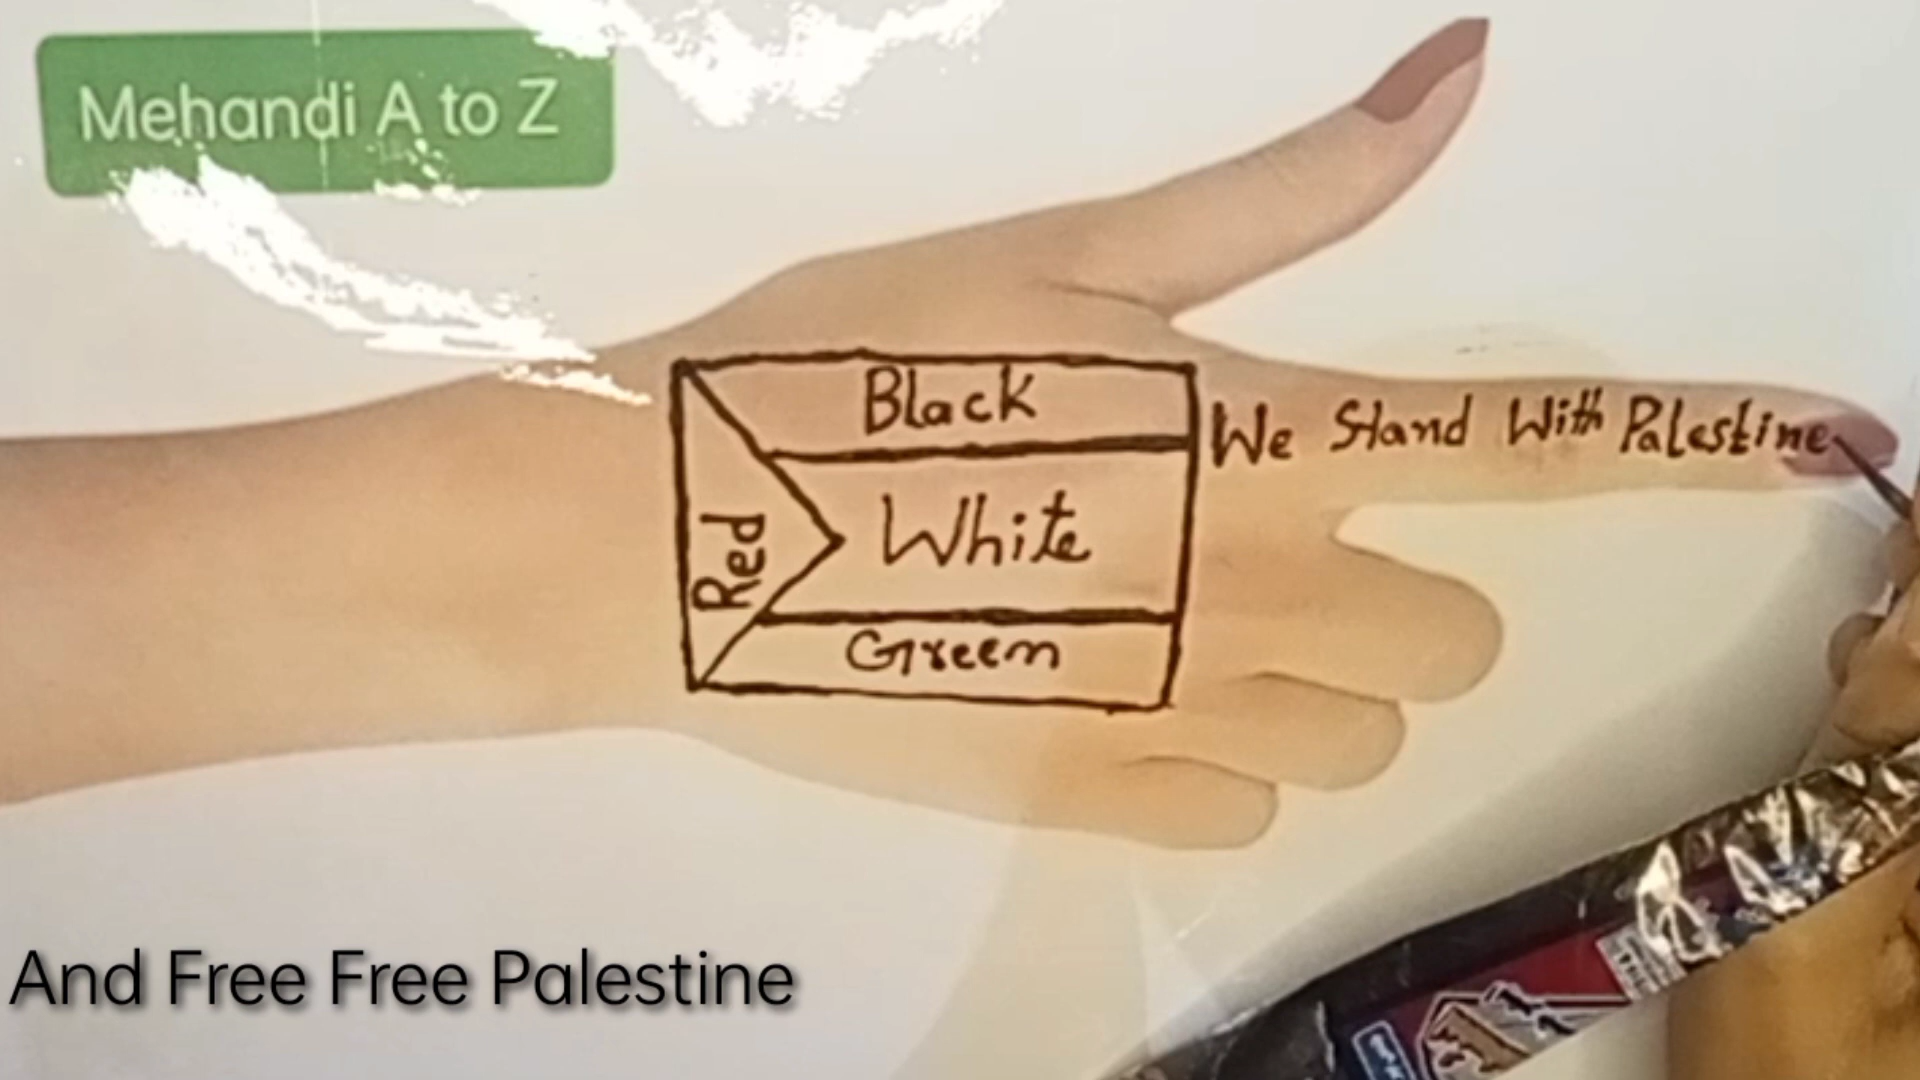 Mehandi A to Z
Black
We Stand With Palestine
White
Red
Green
And Free Free Palestine